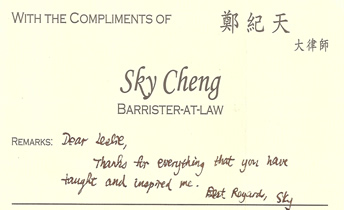 WITH THE COMPLIMENTS OF
鄭紀天
大律師
Sky Cheng
BARRISTER-AT-LAW
REMARKS: Dear Leslie,
Thanks for everything that you have
taught and inspired me.
Best Regards, Sky